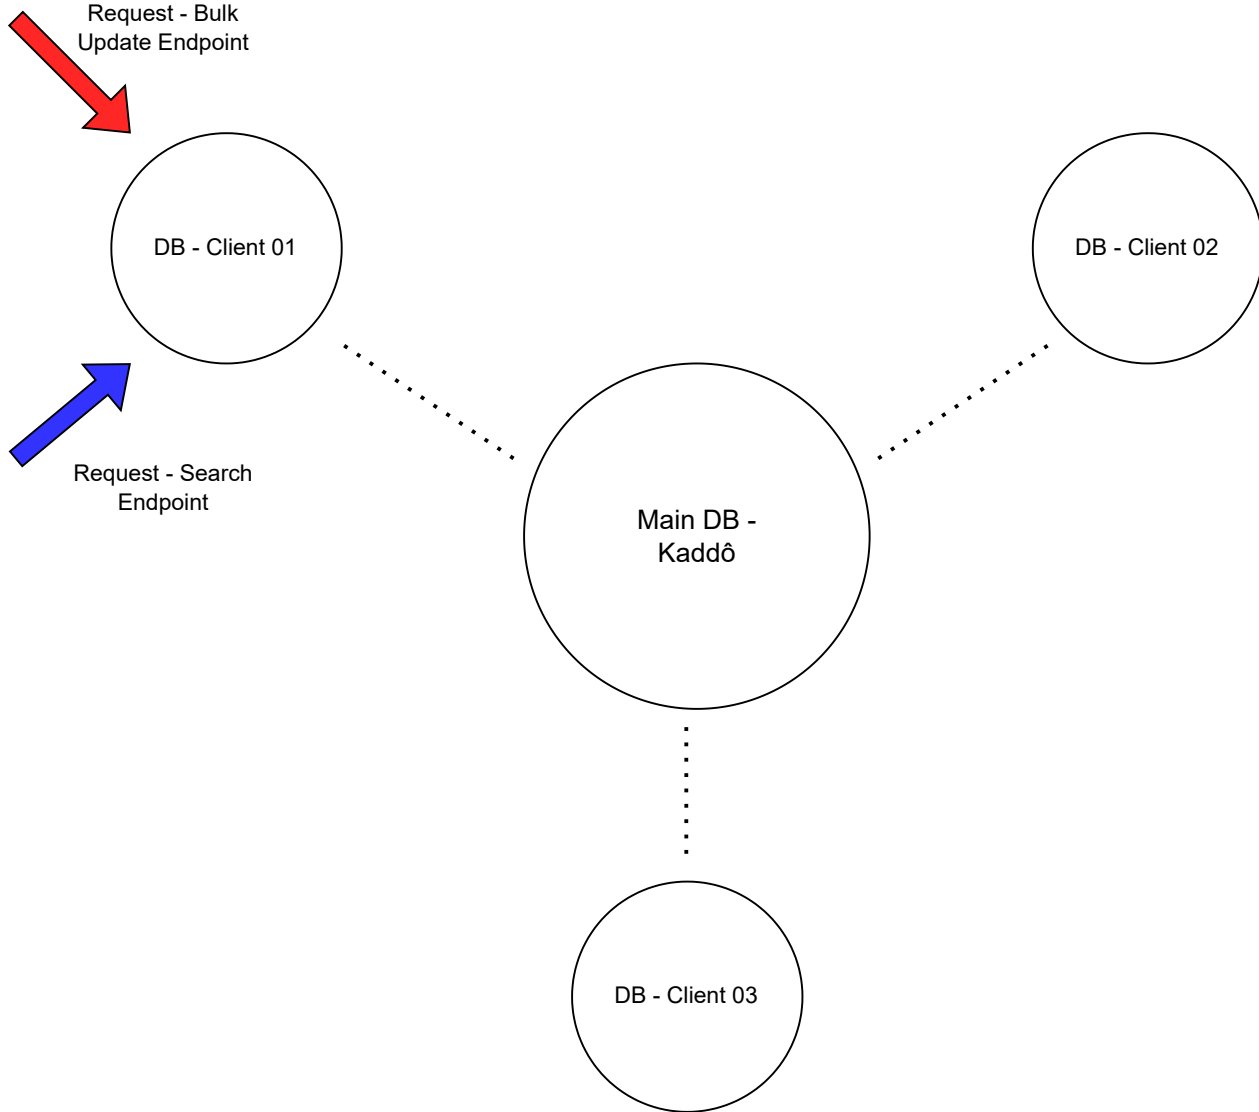 Request - Bulk
Update Endpoint
DB - Client 01
DB - Client 02
Request - Search
Endpoint
Main DB -
Kaddô
DB - Client 03